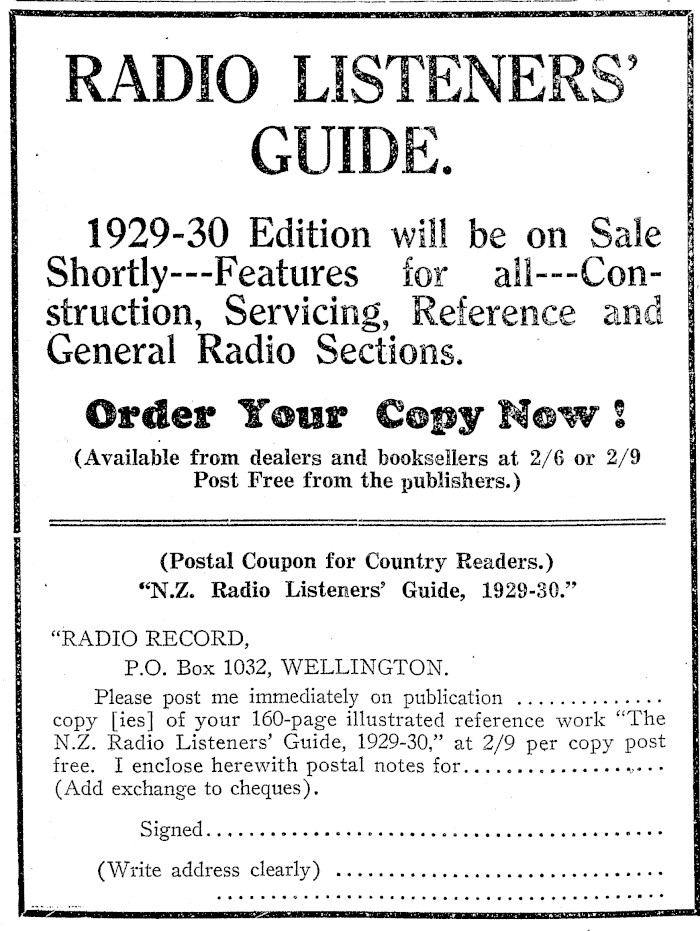 RADIO LISTENERS’
GUIDE.
1929-30 Edition will be on Sale
Shortly---Features for all---Con-
struction, Servicing, Reference and
General Radio Sections.
Order Your Copy Now !
(Available from dealers and booksellers at 2/6 or 2/9
Post Free from the publishers.)
(Postal Coupon for Country Readers.)
“N.Z. Radio Listeners’ Guide, 1929-30.”
“RADIO RECORD,
P.O. Box 1032, WELLINGTON.
Please post me immediately on publication ..............
copy [ies] of your 160-page illustrated reference work “The
N.Z. Radio Listeners’ Guide, 1929-30,” at 2/9 per copy post
free. I enclose herewith postal notes for...................
(Add exchange to cheques).
Signed...........................................
(Write address clearly) ...............................
..........................................